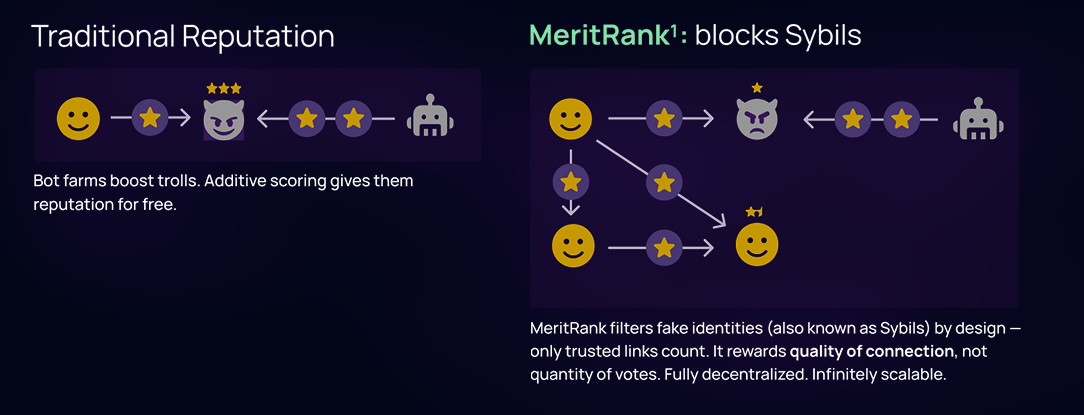 Traditional Reputation
Bot farms boost trolls. Additive scoring gives them
reputation for free.
MeritRank¹: blocks Sybils
MeritRank filters fake identities (also known as Sybils) by design —
only trusted links count. It rewards quality of connection, not
quantity of votes. Fully decentralized. Infinitely scalable.